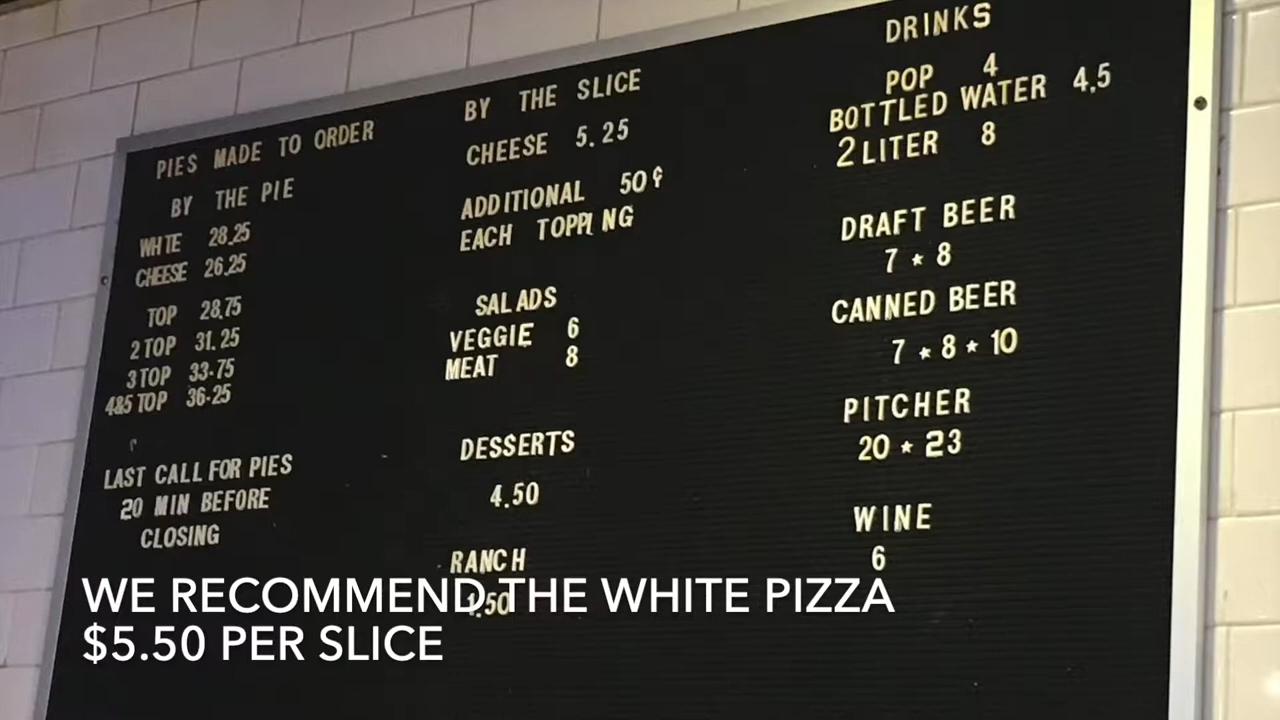 PIES MADE TO ORDER
BY THE PIE
WHTE 28.25
CHEESE 26.25
TOP 28.75
2 TOP 31.25
3 TOP 33-75
4&5 TOP 36-25
LAST CALL FOR PIES
20 MIN BEFORE
CLOSING
BY THE SLICE
CHEESE 5.25
ADDITIONAL 50¢
EACH TOPPING
SALADS
VEGGIE 6
MEAT 8
DESSERTS
4.50
RANCH
1.50
DRINKS
POP 4
BOTTLED WATER 4.5
2 LITER 8
DRAFT BEER
7 * 8
CANNED BEER
7 * 8 * 10
PITCHER
20 * 23
WINE
6
WE RECOMMEND THE WHITE PIZZA
$5.50 PER SLICE